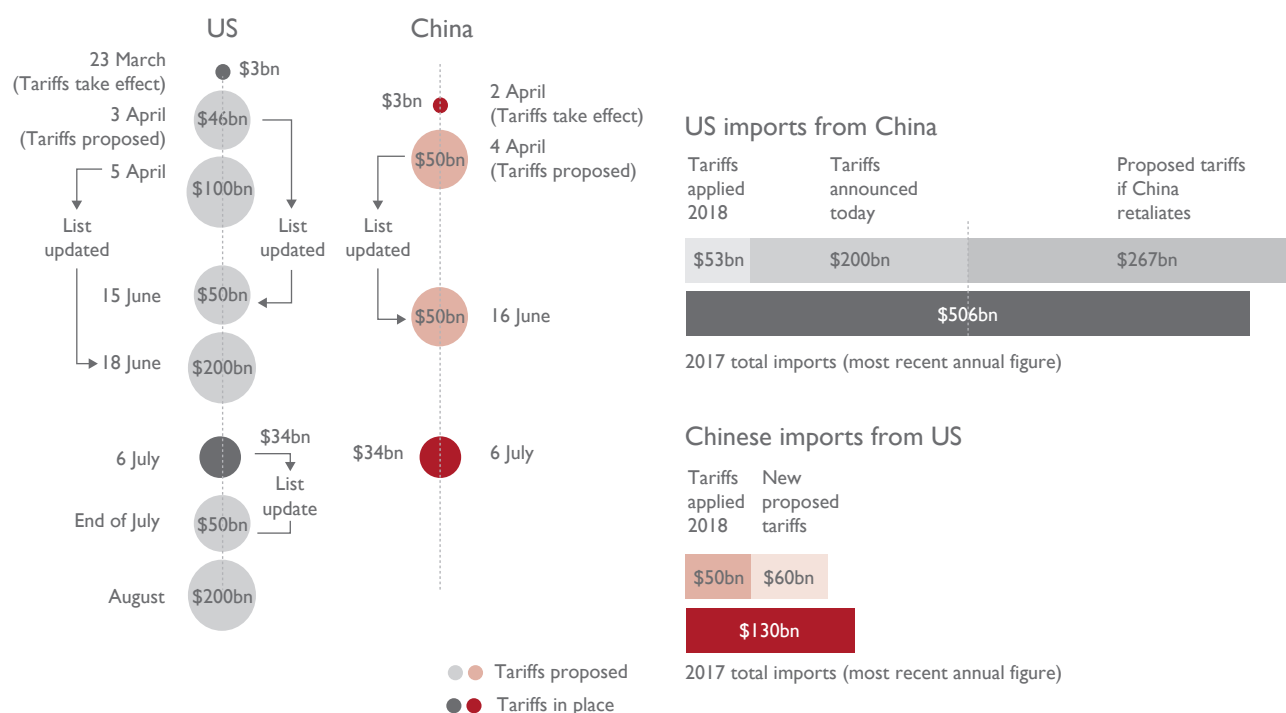 US
China
23 March
(Tariffs take effect)
$3bn
3 April
(Tariffs proposed)
$46bn
5 April
$100bn
List
updated
List
updated
15 June
$50bn
18 June
$200bn
6 July
$34bn
List
update
End of July
$50bn
August
$200bn
$3bn
2 April
(Tariffs take effect)
$50bn
4 April
(Tariffs proposed)
List
updated
$50bn
16 June
$34bn
6 July
Tariffs proposed
Tariffs in place
US imports from China
Tariffs
applied
2018
Tariffs
announced
today
Proposed tariffs
if China
retaliates
$53bn
$200bn
$267bn
$506bn
2017 total imports (most recent annual figure)
Chinese imports from US
Tariffs
applied
2018
New
proposed
tariffs
$50bn
$60bn
$130bn
2017 total imports (most recent annual figure)